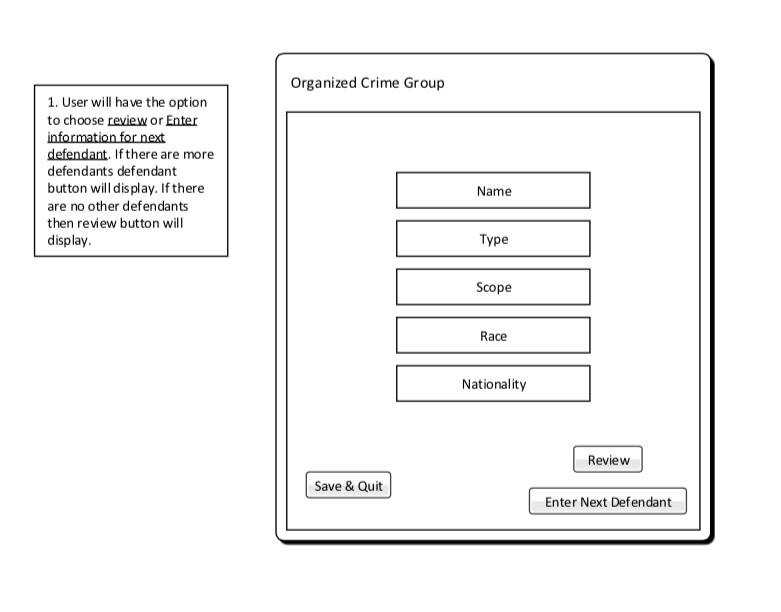 Organized Crime Group
1. User will have the option
to choose review or Enter
information for next
defendant. If there are more
defendants defendant
button will display. If there
are no other defendants
then review button will
display.
Name
Type
Scope
Race
Nationality
Review
Save & Quit
Enter Next Defendant